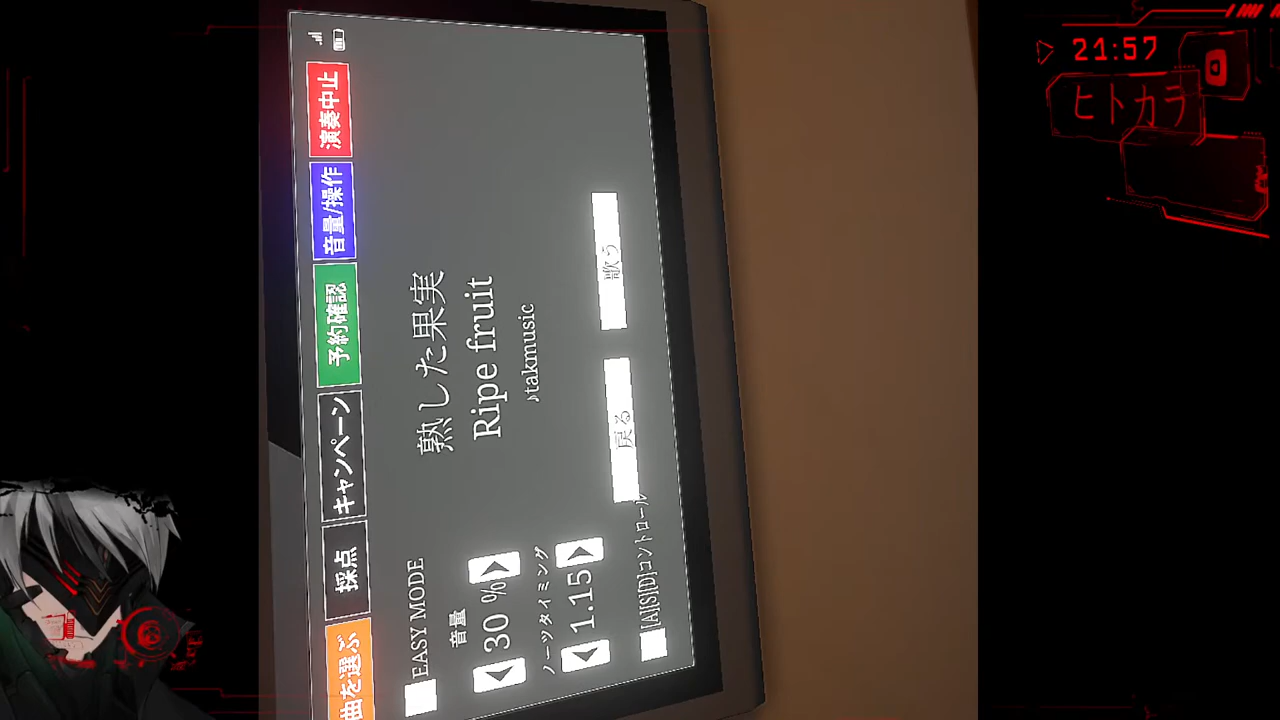 曲を選ぶ
採点
キャンペーン
予約確認
音量/操作
演奏中止
熟した果実
Ripe fruit
♪takmusic
EASY MODE
音量
30 %
ノーツタイミング
1.15
[A][S][D]コントロール
戻る
歌う
21:57
ヒトカラ